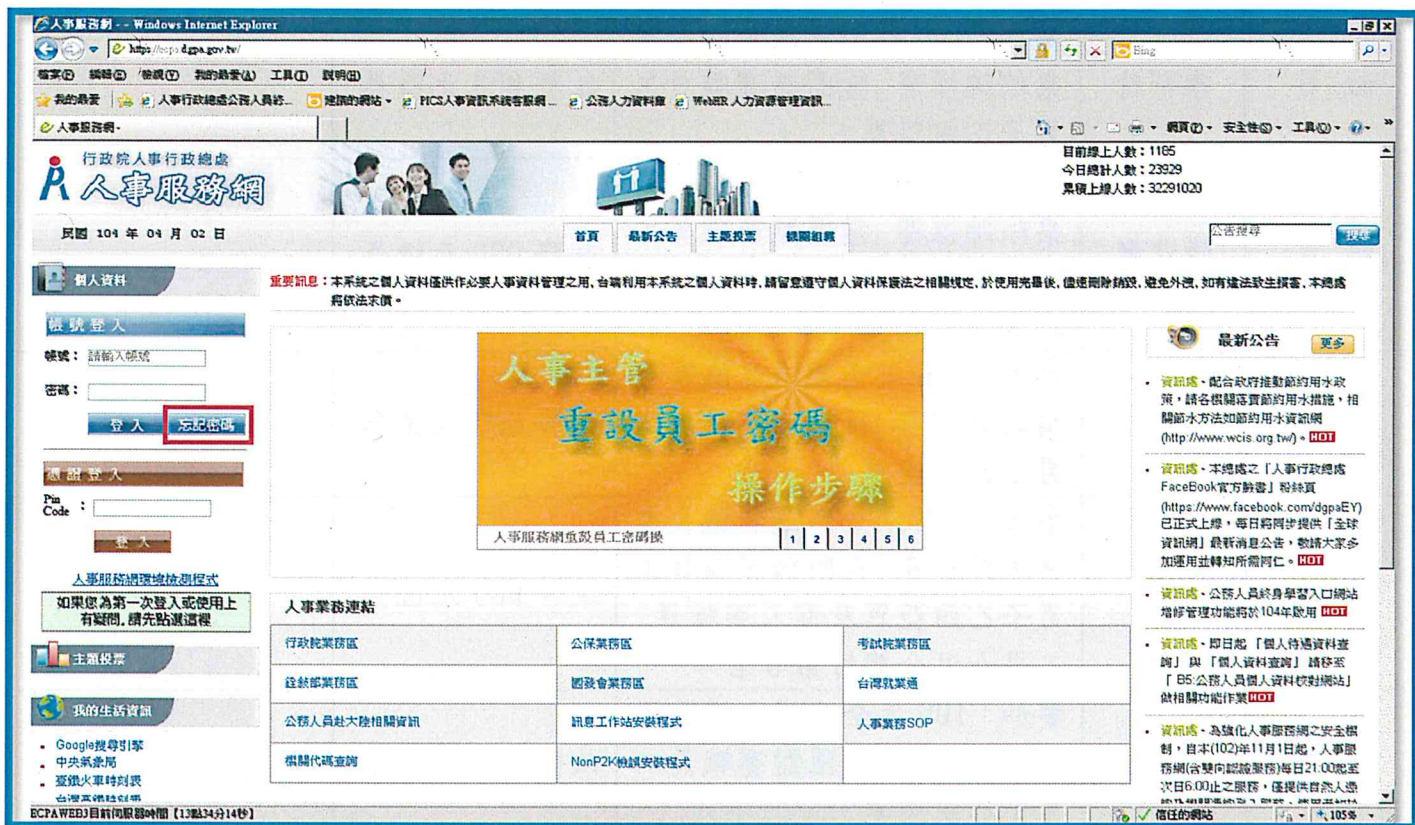 人事服務網 - - Windows Internet Explorer
https://ecpa.dgpa.gov.tw/
Bing
檔案(F) 編輯(E) 檢視(V) 我的最愛(A) 工具(T) 說明(H)
我的最愛 人事行政總處公務人員終... 建議的網站 PICS人事資訊系統客服網 ... 公務人力資料庫 WebHR 人力資源管理資訊...
人事服務網-
網頁(P) 安全性(S) 工具(O) »
行政院人事行政總處
人事服務網
目前線上人數：1185
今日總計人數：23929
累積上線人數：32291020
民國 104 年 04 月 02 日
首頁 最新公告 主題投票 機關組織
公告搜尋 搜尋
個人資料
重要訊息：本系統之個人資料僅供作必要人事資料管理之用，台端利用本系統之個人資料時，請留意遵守個人資料保護法之相關規定，於使用完畢後，儘速刪除銷毀，避免外洩，如有違法致生損害，本總處
將依法求償。
帳號登入
帳號： 請輸入帳號
密碼：
登入 忘記密碼
憑證登入
Pin
Code ：
登入
人事服務網環境檢測程式
如果您為第一次登入或使用上
有疑問，請先點選這裡
主題投票
我的生活資訊
Google搜尋引擎
中央氣象局
臺鐵火車時刻表
台灣高鐵時刻表
人事主管
重設員工密碼
操作步驟
人事服務網重設員工密碼操
1 2 3 4 5 6
人事業務連結
行政院業務區 公保業務區 考試院業務區
銓敘部業務區 國發會業務區 台灣就業通
公務人員赴大陸相關資訊 訊息工作站安裝程式 人事業務SOP
機關代碼查詢 NonP2K檢誤安裝程式
最新公告 更多
資訊處、配合政府推動節約用水政
策，請各機關落實節約用水措施，相
關節水方法如節約用水資訊網
(http://www.wcis.org.tw/)。HOT
資訊處、本總處之「人事行政總處
FaceBook官方臉書」粉絲頁
(https://www.facebook.com/dgpaEY)
已正式上線，每日將同步提供「全球
資訊網」最新消息公告，敬請大家多
加運用並轉知所需同仁。HOT
資訊處、公務人員終身學習入口網站
增修管理功能將於104年啟用 HOT
資訊處、即日起 「個人待遇資料查
詢」 與 「個人資料查詢」 請移至
「 B5:公務人員個人資料校對網站」
做相關功能作業HOT
資訊處、為強化人事服務網之安全機
制，自本(102)年11月1日起，人事服
務網(含雙向認證服務)每日21:00起至
次日6:00止之服務，僅提供自然人憑
ECPAWEB3目前伺服器時間【13點34分14秒】
信任的網站
105%